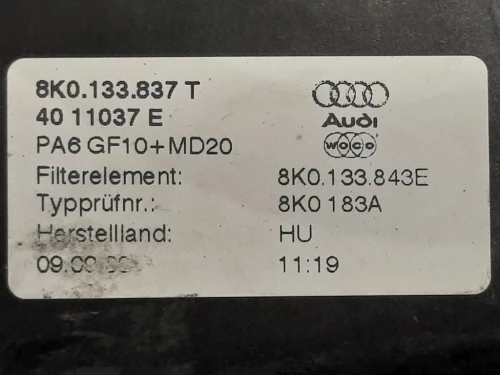 8K0.133.837 T
40 11037 E
Audi
PA6 GF10+MD20
WOCO
Filterelement: 8K0.133.843E
Typprüfnr.: 8K0 183A
Herstellland: HU
11:19